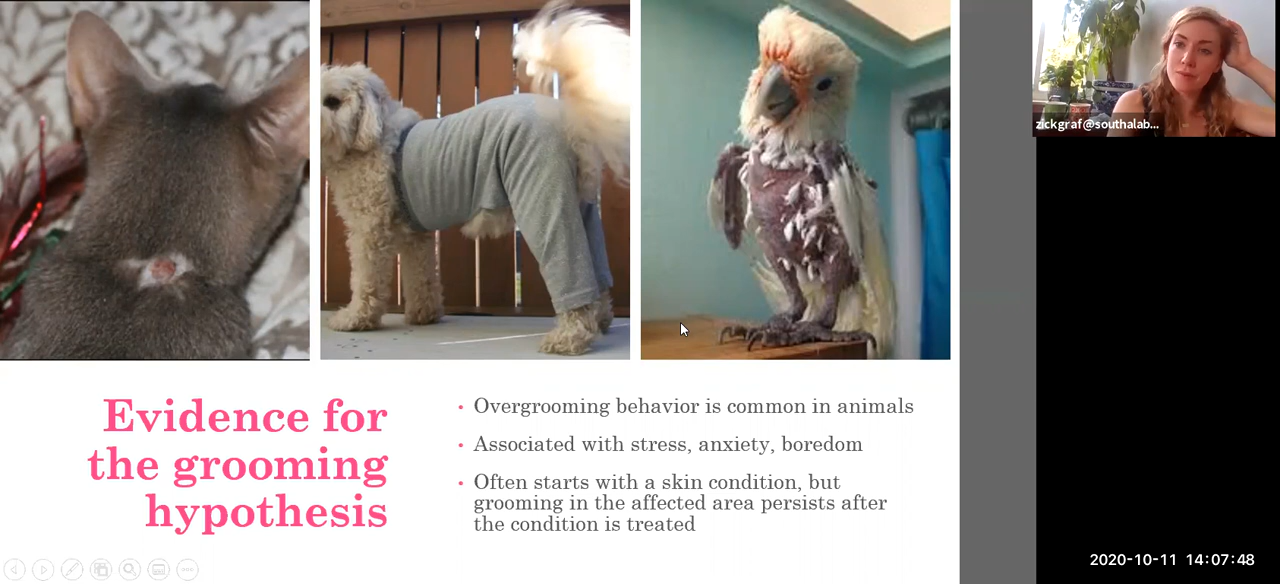 zickgraf@southalab...
Evidence for
the grooming
hypothesis
• Overgrooming behavior is common in animals
• Associated with stress, anxiety, boredom
• Often starts with a skin condition, but
grooming in the affected area persists after
the condition is treated
2020-10-11 14:07:48